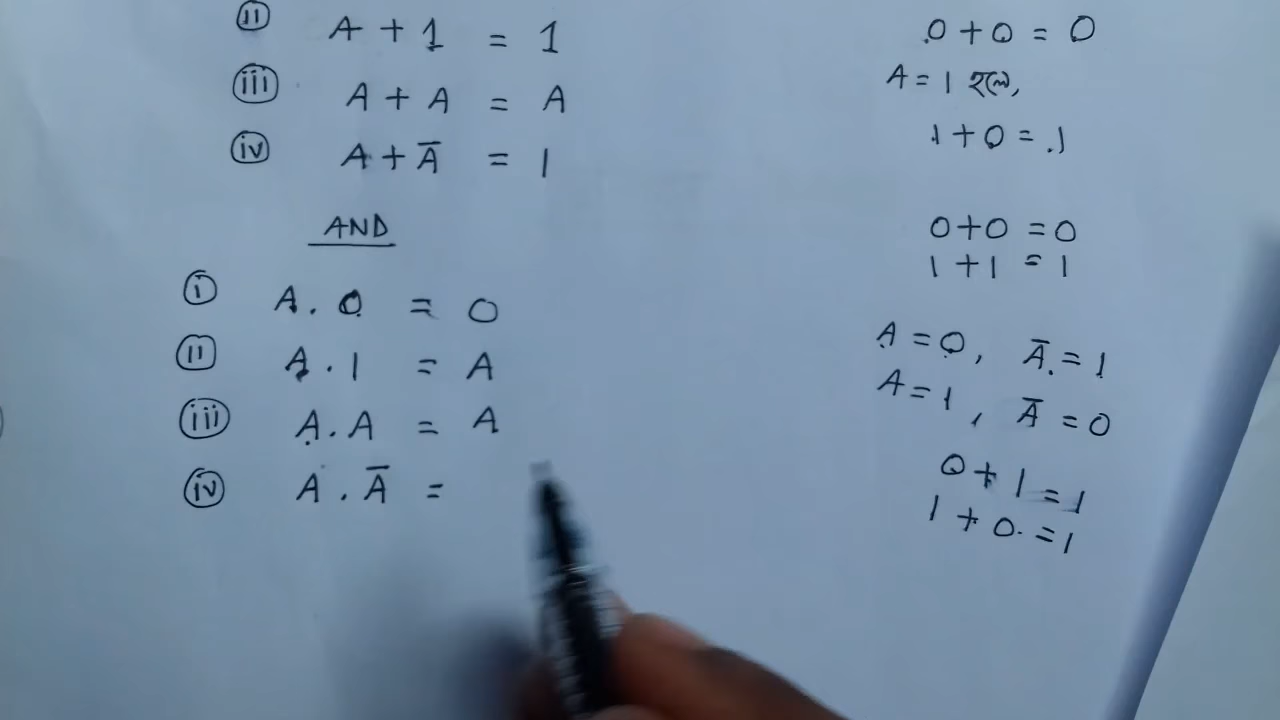 ii A + 1 = 1
iii A + A = A
iv A + Ā = 1
AND
i A . 0 = 0
ii A . 1 = A
iii A . A = A
iv A . Ā =
0 + 0 = 0
A = 1 হলে,
1 + 0 = 1
0 + 0 = 0
1 + 1 = 1
A = 0, Ā = 1
A = 1, Ā = 0
0 + 1 = 1
1 + 0 = 1